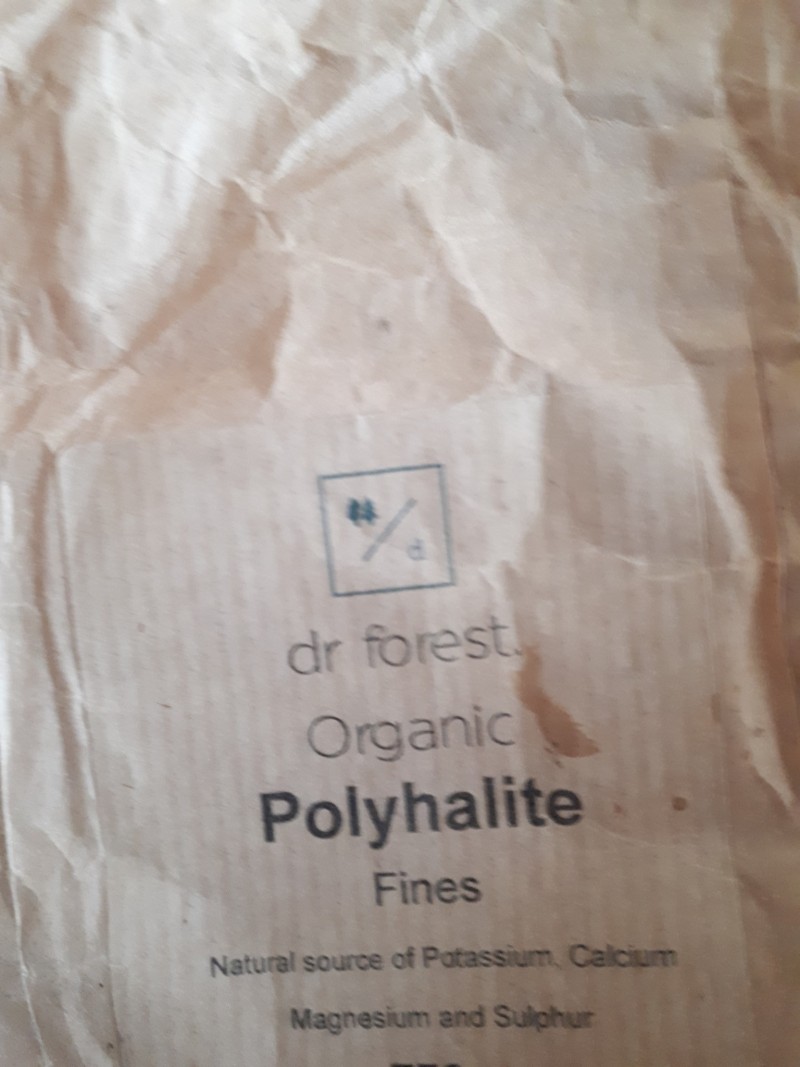 d
dr forest.
Organic
Polyhalite
Fines
Natural source of Potassium, Calcium
Magnesium and Sulphur